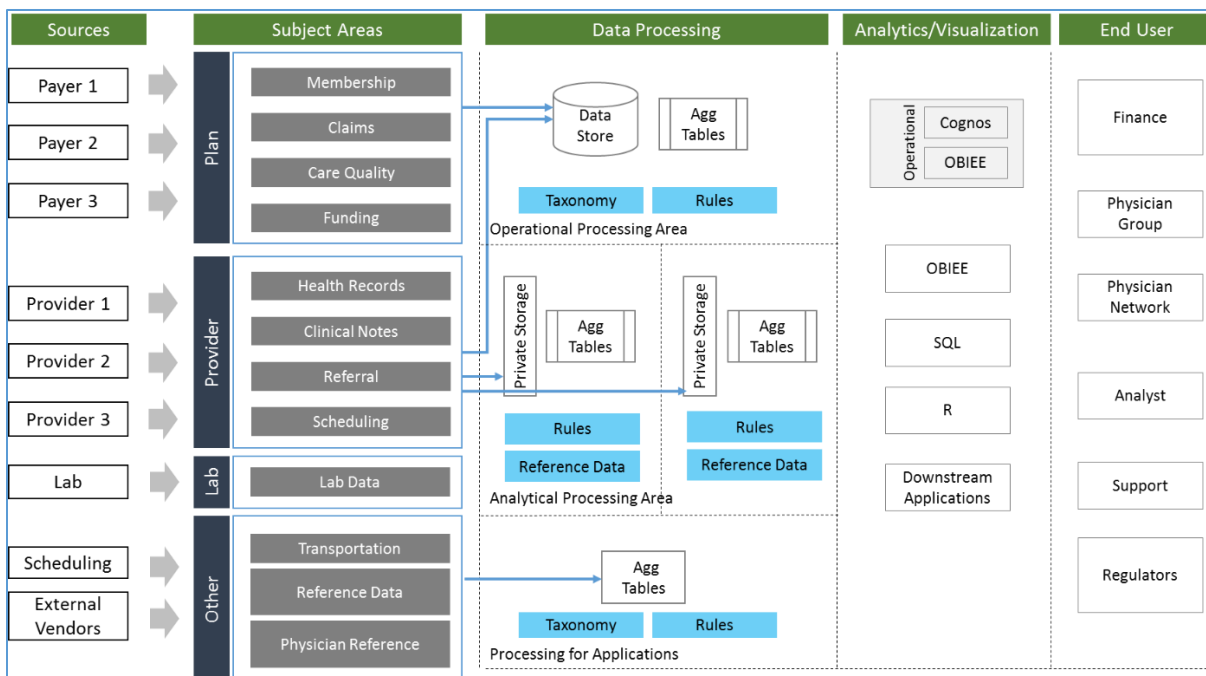 Sources
Subject Areas
Data Processing
Analytics/Visualization
End User
Payer 1
Payer 2
Payer 3
Provider 1
Provider 2
Provider 3
Lab
Scheduling
External
Vendors
Plan
Membership
Claims
Care Quality
Funding
Provider
Health Records
Clinical Notes
Referral
Scheduling
Lab
Lab Data
Other
Transportation
Reference Data
Physician Reference
Data
Store
Agg
Tables
Taxonomy
Rules
Operational Processing Area
Private Storage
Agg
Tables
Rules
Reference Data
Private Storage
Agg
Tables
Rules
Reference Data
Analytical Processing Area
Agg
Tables
Taxonomy
Rules
Processing for Applications
Operational
Cognos
OBIEE
OBIEE
SQL
R
Downstream
Applications
Finance
Physician
Group
Physician
Network
Analyst
Support
Regulators